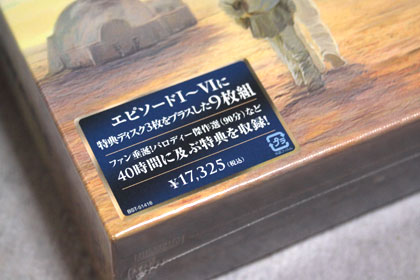 エピソードI〜VIに
特典ディスク3枚をプラスした9枚組
ファン垂涎!パロディー傑作選(90分)など
40時間に及ぶ特典を収録!
¥17,325(税込)
BST-51416